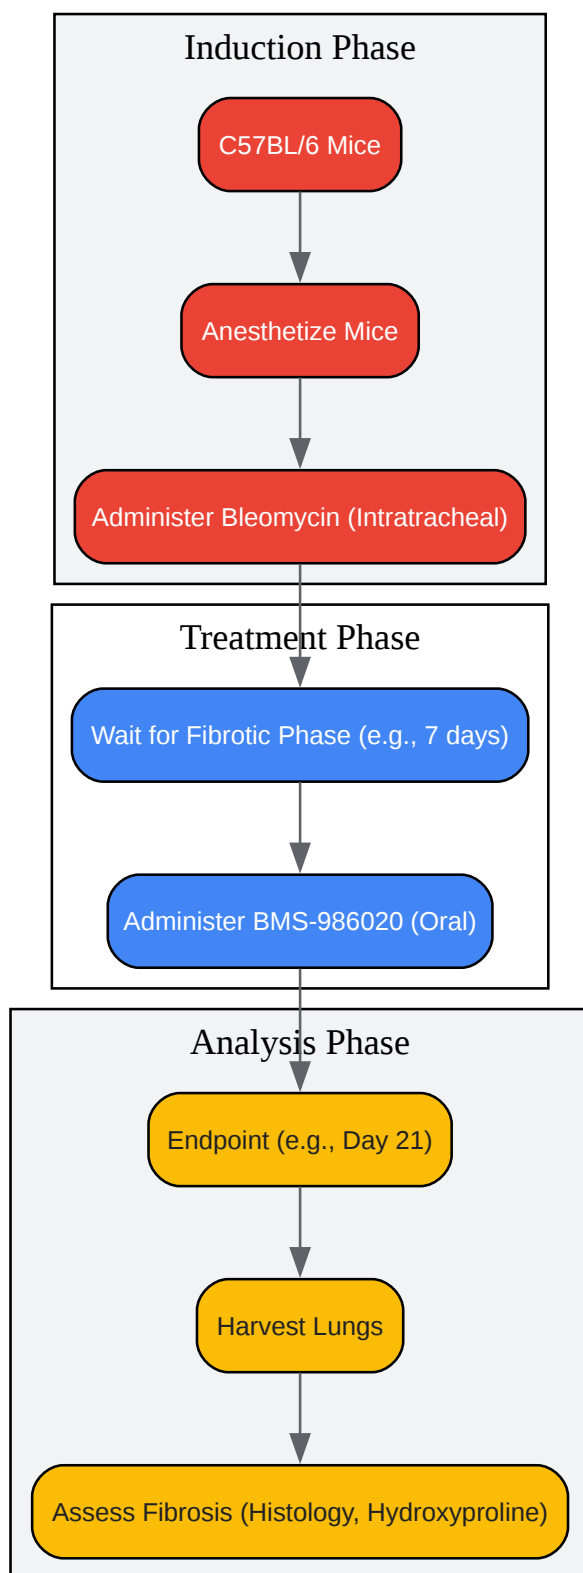 Induction Phase
C57BL/6 Mice
Anesthetize Mice
Administer Bleomycin (Intratracheal)
Treatment Phase
Wait for Fibrotic Phase (e.g., 7 days)
Administer BMS-986020 (Oral)
Analysis Phase
Endpoint (e.g., Day 21)
Harvest Lungs
Assess Fibrosis (Histology, Hydroxyproline)